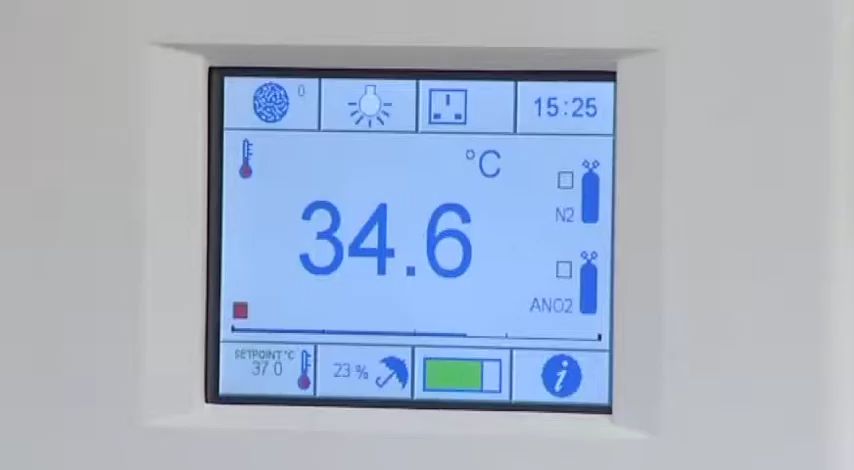 0
15:25
°C
34.6
N2
ANO2
SETPOINT °C
37 0
23 %
i